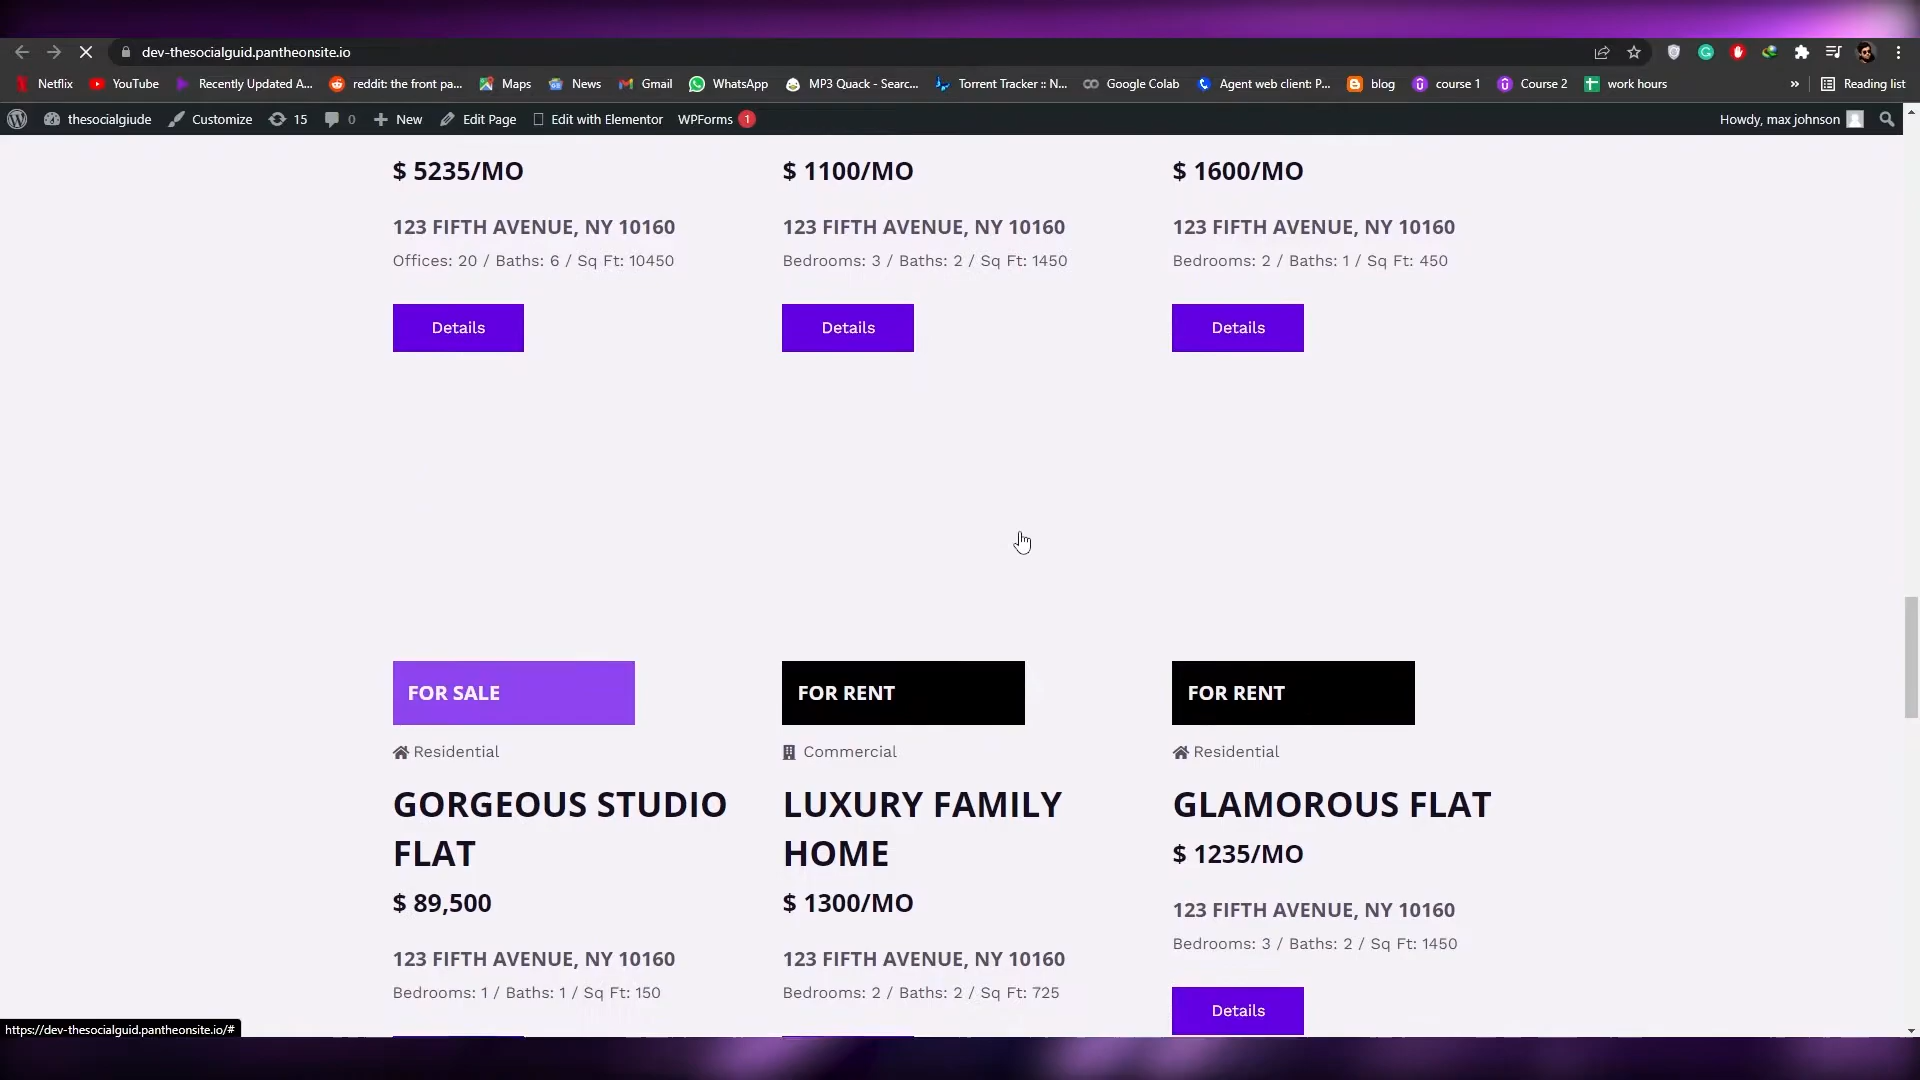 dev-thesocialguid.pantheonsite.io
Netflix YouTube Recently Updated A... reddit: the front pa... Maps News Gmail WhatsApp MP3 Quack - Searc... Torrent Tracker :: N... Google Colab Agent web client: P... blog course 1 Course 2 work hours » Reading list
thesocialgiude Customize 15 0 New Edit Page Edit with Elementor WPForms 1 Howdy, max johnson
$ 5235/MO $ 1100/MO $ 1600/MO
123 FIFTH AVENUE, NY 10160 123 FIFTH AVENUE, NY 10160 123 FIFTH AVENUE, NY 10160
Offices: 20 / Baths: 6 / Sq Ft: 10450 Bedrooms: 3 / Baths: 2 / Sq Ft: 1450 Bedrooms: 2 / Baths: 1 / Sq Ft: 450
Details Details Details
FOR SALE FOR RENT FOR RENT
Residential Commercial Residential
GORGEOUS STUDIO LUXURY FAMILY GLAMOROUS FLAT
FLAT HOME $ 1235/MO
$ 89,500 $ 1300/MO
123 FIFTH AVENUE, NY 10160
Bedrooms: 3 / Baths: 2 / Sq Ft: 1450
123 FIFTH AVENUE, NY 10160 123 FIFTH AVENUE, NY 10160
Bedrooms: 1 / Baths: 1 / Sq Ft: 150 Bedrooms: 2 / Baths: 2 / Sq Ft: 725
Details
https://dev-thesocialguid.pantheonsite.io/#